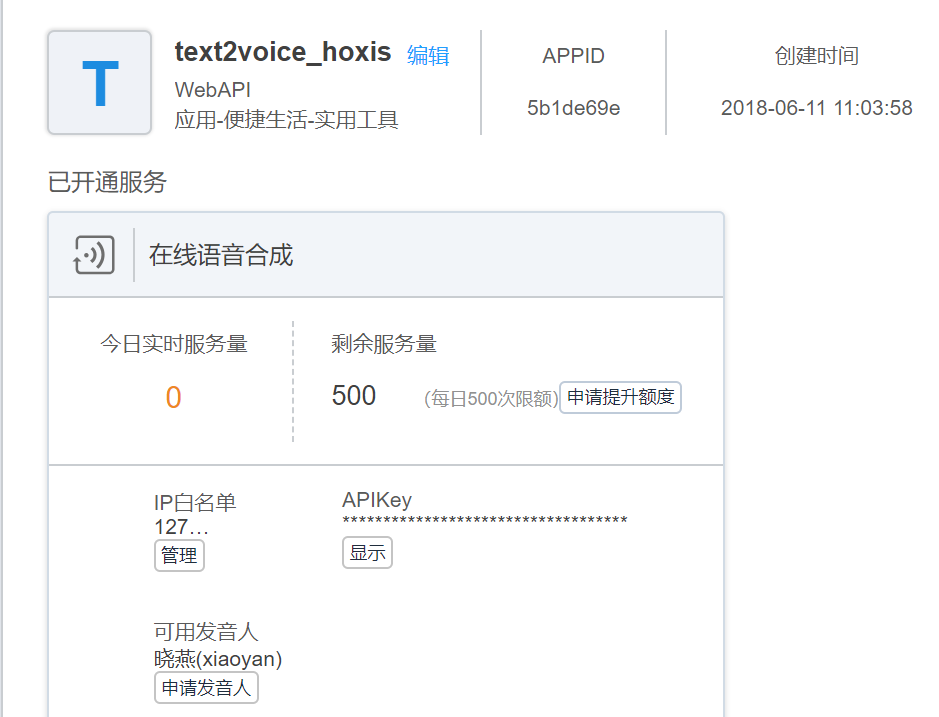 T
text2voice_hoxis 编辑
WebAPI
应用-便捷生活-实用工具
APPID
5b1de69e
创建时间
2018-06-11 11:03:58
已开通服务
在线语音合成
今日实时服务量
0
剩余服务量
500 (每日500次限额) 申请提升额度
IP白名单
127...
管理
APIKey
***********************************
显示
可用发音人
晓燕(xiaoyan)
申请发音人